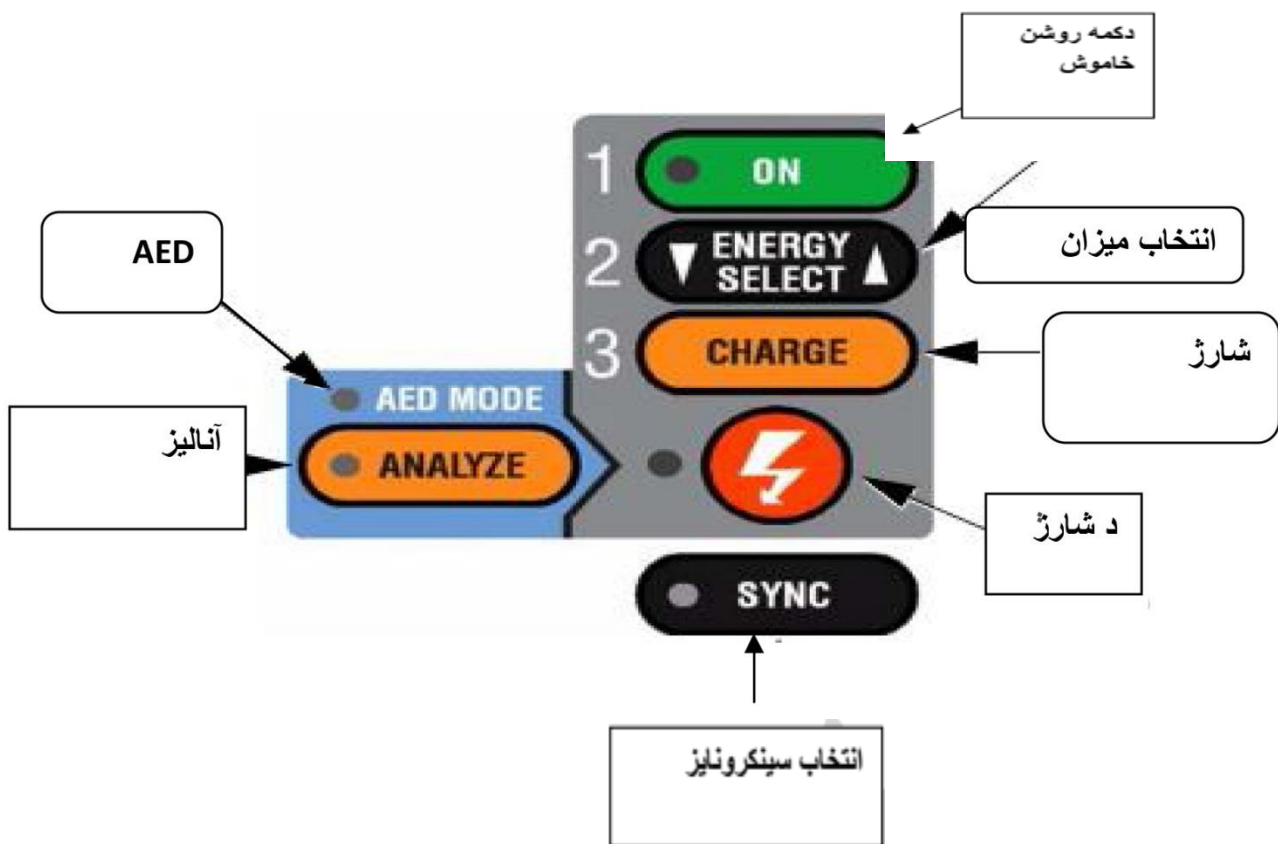 دکمه روشن
خاموش
1
ON
2
ENERGY
SELECT
انتخاب میزان
AED
3
CHARGE
شارژ
AED MODE
آنالیز
ANALYZE
د شارژ
SYNC
انتخاب سینکرونایز